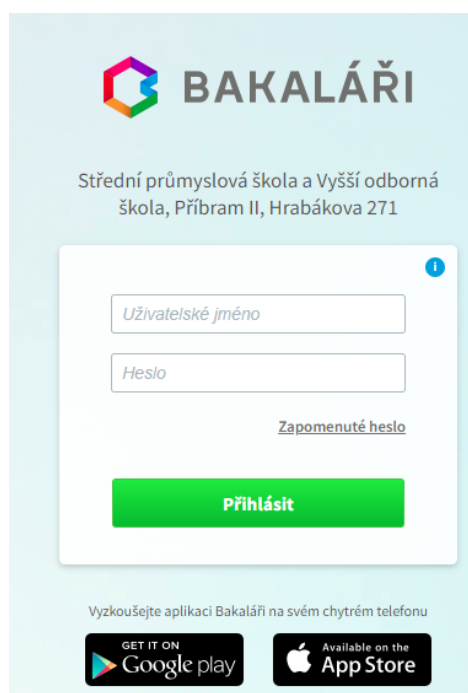 BAKALÁŘI
Střední průmyslová škola a Vyšší odborná
škola, Příbram II, Hrabákova 271
i
Uživatelské jméno
Heslo
Zapomenuté heslo
Přihlásit
Vyzkoušejte aplikaci Bakaláři na svém chytrém telefonu
GET IT ON
Google play
Available on the
App Store